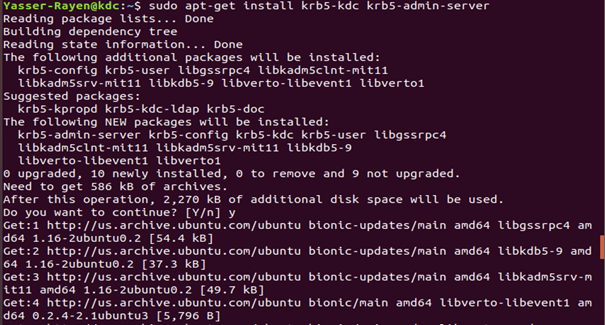 Yasser-Rayen@kdc:~$ sudo apt-get install krb5-kdc krb5-admin-server
Reading package lists... Done
Building dependency tree
Reading state information... Done
The following additional packages will be installed:
krb5-config krb5-user libgssrpc4 libkadm5clnt-mit11
libkadm5srv-mit11 libkdb5-9 libverto-libevent1 libverto1
Suggested packages:
krb5-kpropd krb5-kdc-ldap krb5-doc
The following NEW packages will be installed:
krb5-admin-server krb5-config krb5-kdc krb5-user libgssrpc4
libkadm5clnt-mit11 libkadm5srv-mit11 libkdb5-9
libverto-libevent1 libverto1
0 upgraded, 10 newly installed, 0 to remove and 9 not upgraded.
Need to get 586 kB of archives.
After this operation, 2,270 kB of additional disk space will be used.
Do you want to continue? [Y/n] y
Get:1 http://us.archive.ubuntu.com/ubuntu bionic-updates/main amd64 libgssrpc4 am
d64 1.16-2ubuntu0.2 [54.4 kB]
Get:2 http://us.archive.ubuntu.com/ubuntu bionic-updates/main amd64 libkdb5-9 amd
64 1.16-2ubuntu0.2 [37.3 kB]
Get:3 http://us.archive.ubuntu.com/ubuntu bionic-updates/main amd64 libkadm5srv-m
it11 amd64 1.16-2ubuntu0.2 [49.7 kB]
Get:4 http://us.archive.ubuntu.com/ubuntu bionic/main amd64 libverto-libevent1 am
d64 0.2.4-2.1ubuntu3 [5,796 B]